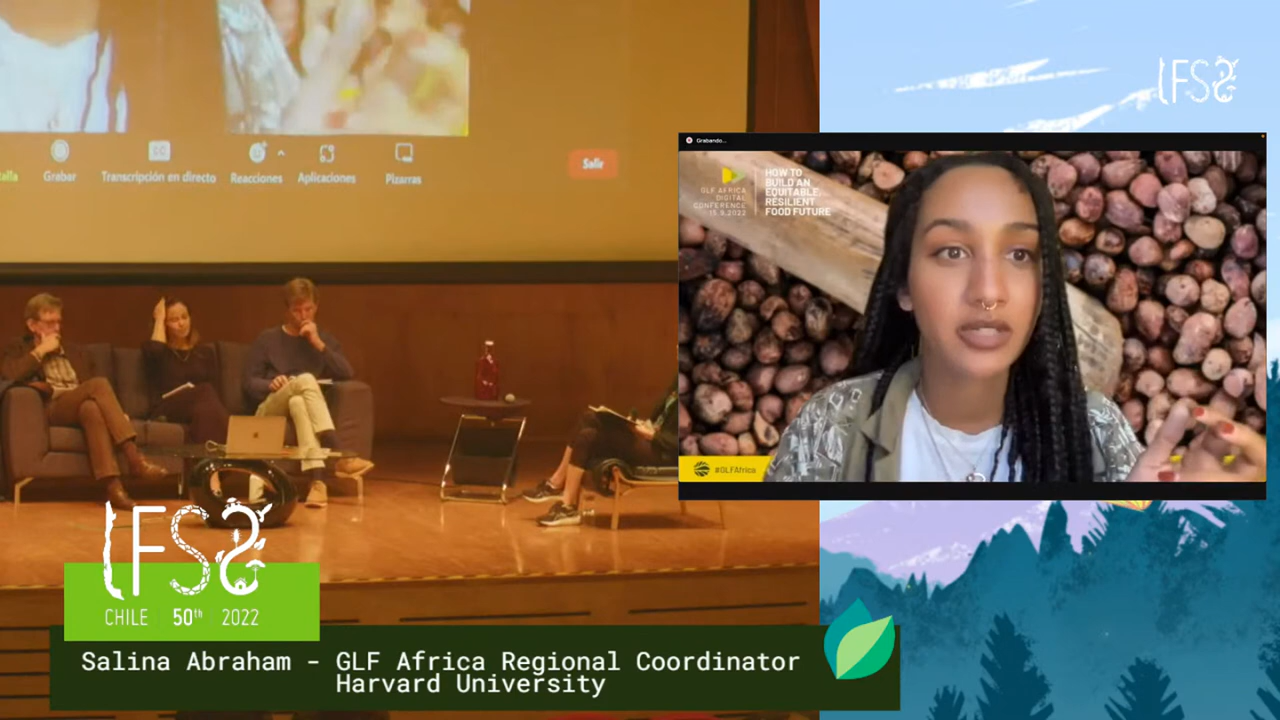 Grabar
Transcripción en directo
Reacciones
Aplicaciones
Pizarras
Salir
IFSS
Grabando...
GLF AFRICA
DIGITAL
CONFERENCE
15.9.2022
HOW TO
BUILD AN
EQUITABLE,
RESILIENT
FOOD FUTURE
#GLFAfrica
IFSS
CHILE 50th 2022
Salina Abraham - GLF Africa Regional Coordinator
Harvard University